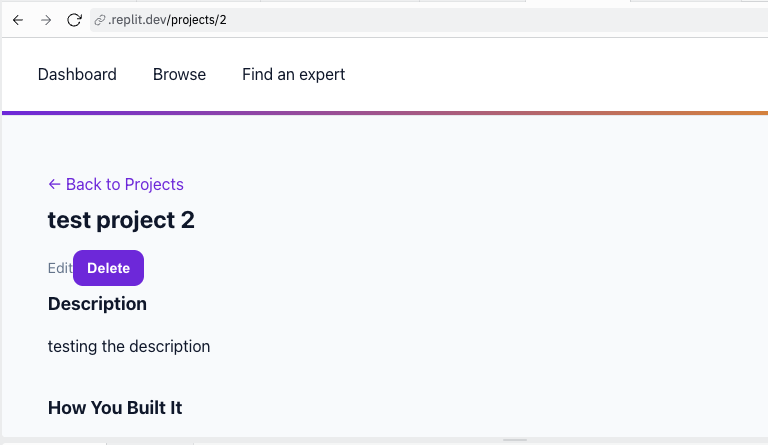 .replit.dev/projects/2
Dashboard Browse Find an expert
← Back to Projects
test project 2
Edit Delete
Description
testing the description
How You Built It